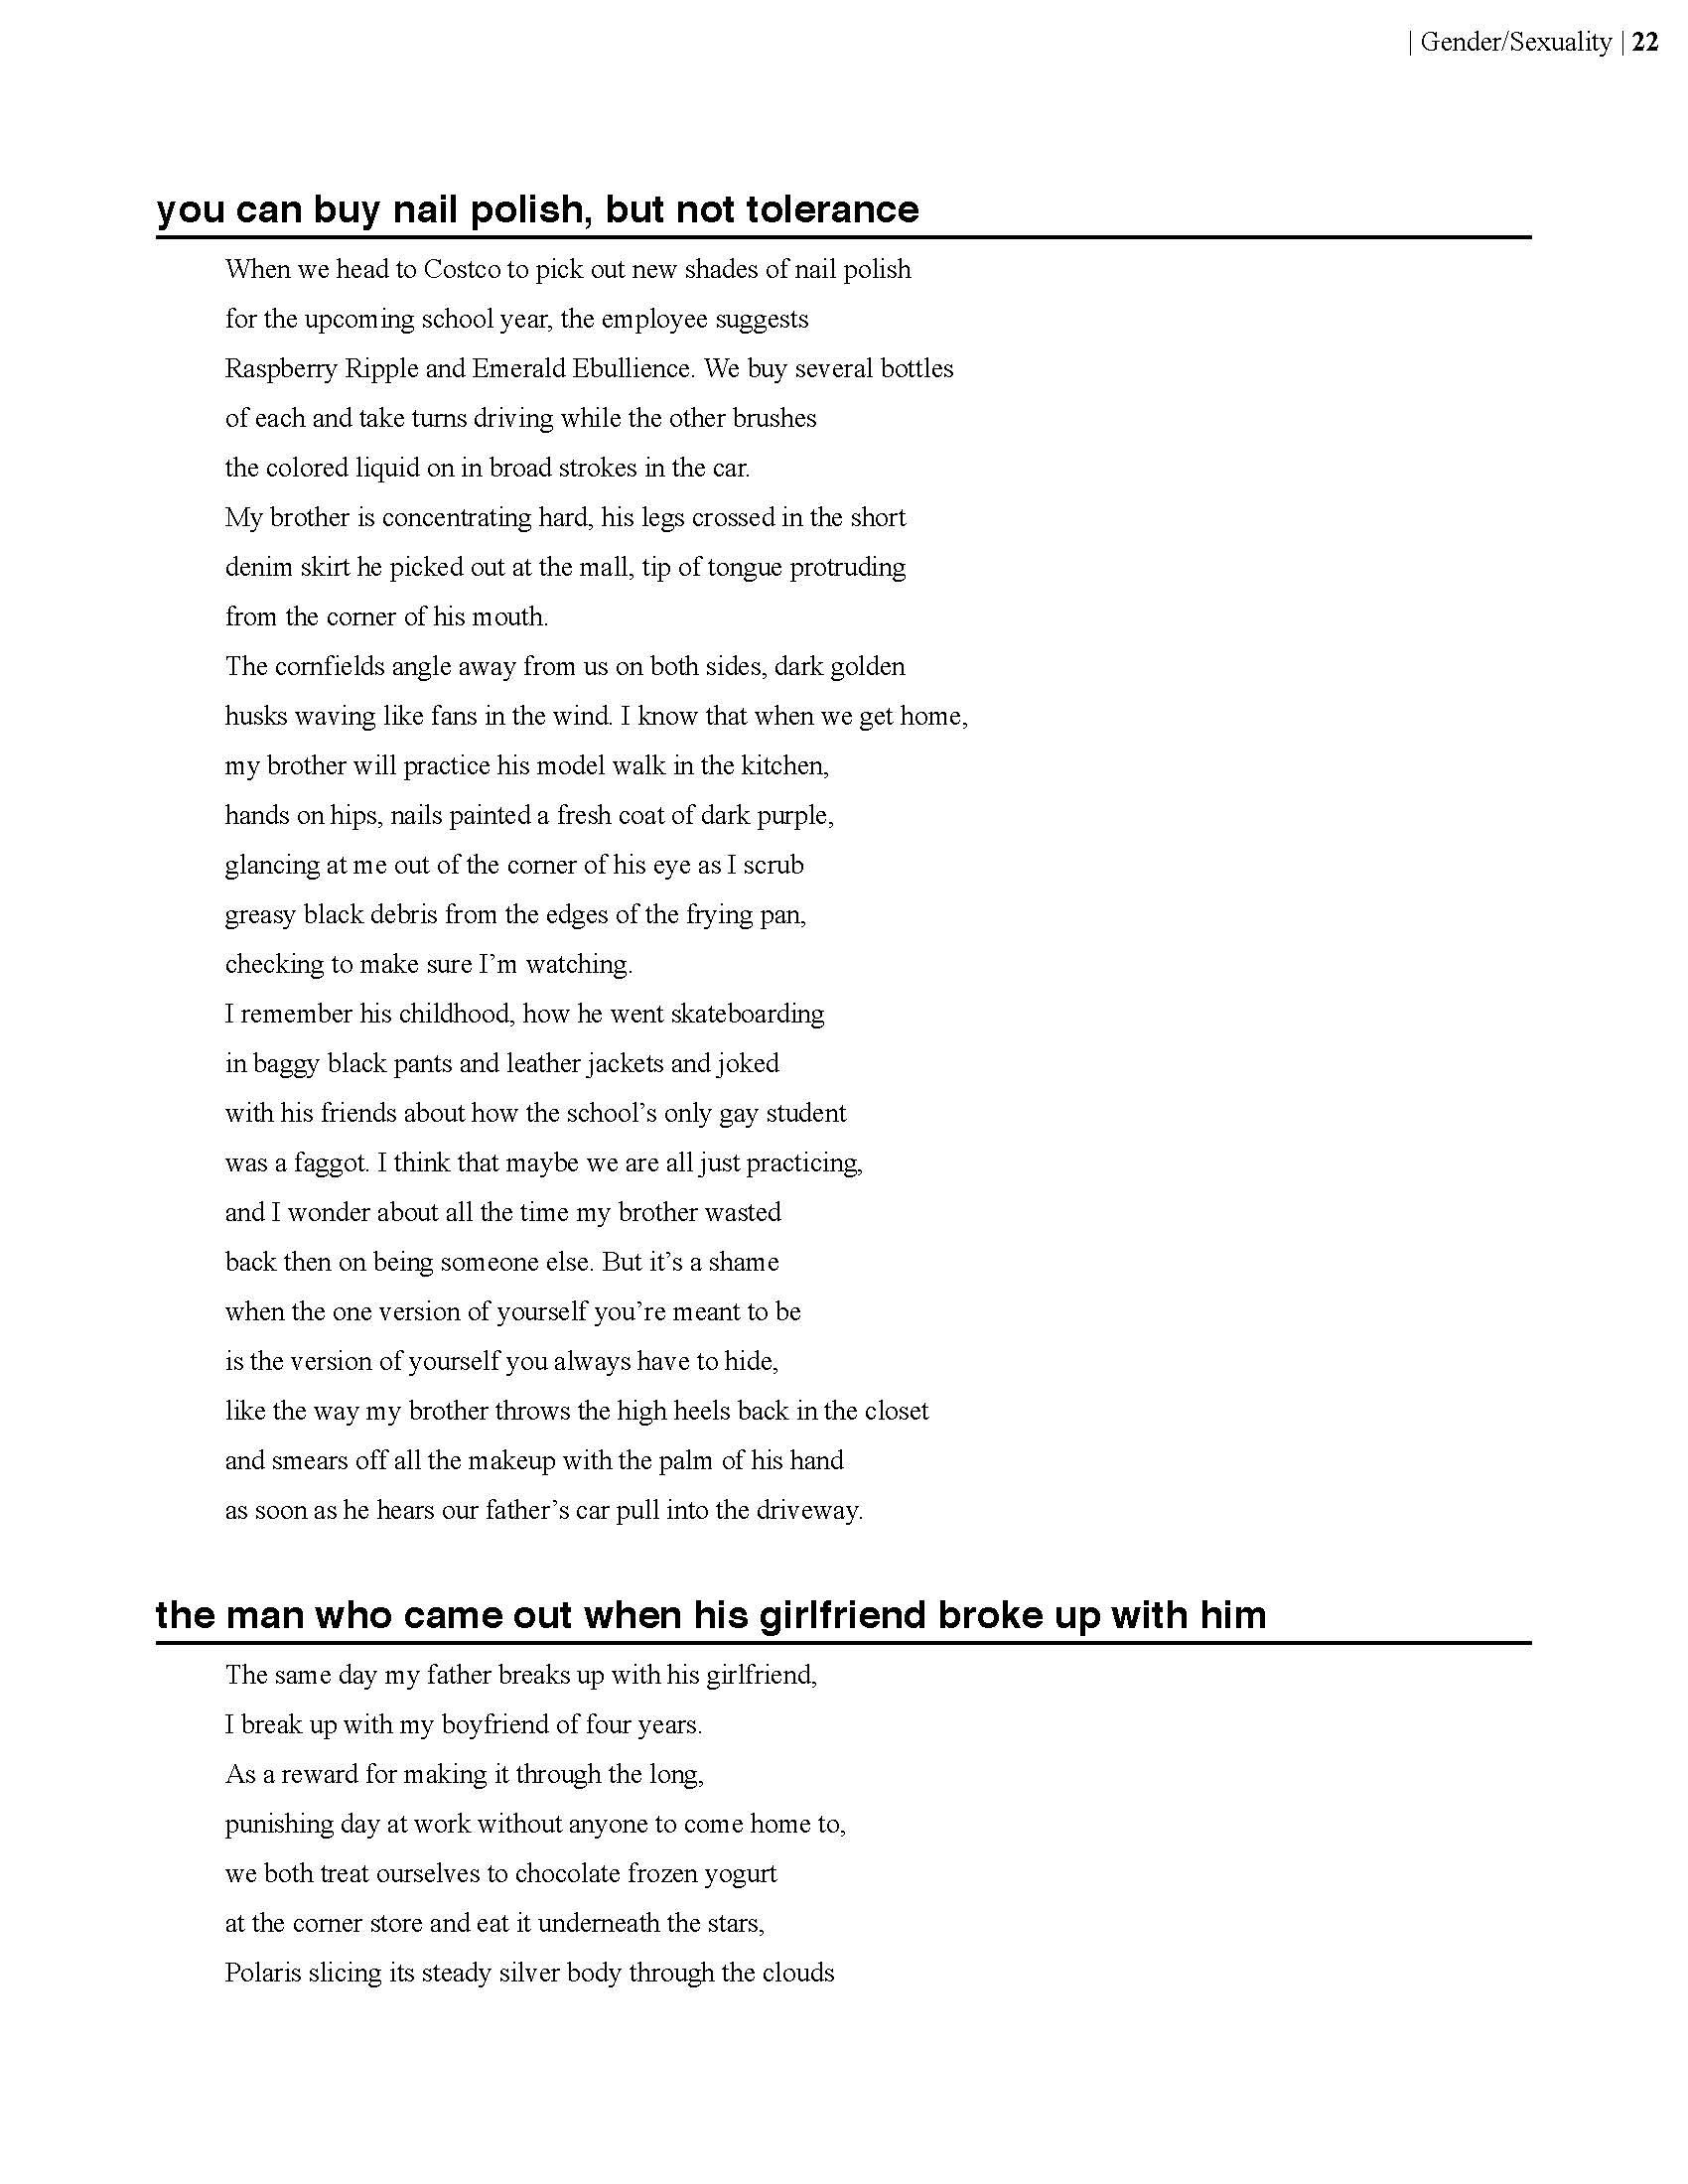 | Gender/Sexuality | 22
you can buy nail polish, but not tolerance
When we head to Costco to pick out new shades of nail polish
for the upcoming school year, the employee suggests
Raspberry Ripple and Emerald Ebullience. We buy several bottles
of each and take turns driving while the other brushes
the colored liquid on in broad strokes in the car.
My brother is concentrating hard, his legs crossed in the short
denim skirt he picked out at the mall, tip of tongue protruding
from the corner of his mouth.
The cornfields angle away from us on both sides, dark golden
husks waving like fans in the wind. I know that when we get home,
my brother will practice his model walk in the kitchen,
hands on hips, nails painted a fresh coat of dark purple,
glancing at me out of the corner of his eye as I scrub
greasy black debris from the edges of the frying pan,
checking to make sure I’m watching.
I remember his childhood, how he went skateboarding
in baggy black pants and leather jackets and joked
with his friends about how the school’s only gay student
was a faggot. I think that maybe we are all just practicing,
and I wonder about all the time my brother wasted
back then on being someone else. But it’s a shame
when the one version of yourself you’re meant to be
is the version of yourself you always have to hide,
like the way my brother throws the high heels back in the closet
and smears off all the makeup with the palm of his hand
as soon as he hears our father’s car pull into the driveway.
the man who came out when his girlfriend broke up with him
The same day my father breaks up with his girlfriend,
I break up with my boyfriend of four years.
As a reward for making it through the long,
punishing day at work without anyone to come home to,
we both treat ourselves to chocolate frozen yogurt
at the corner store and eat it underneath the stars,
Polaris slicing its steady silver body through the clouds